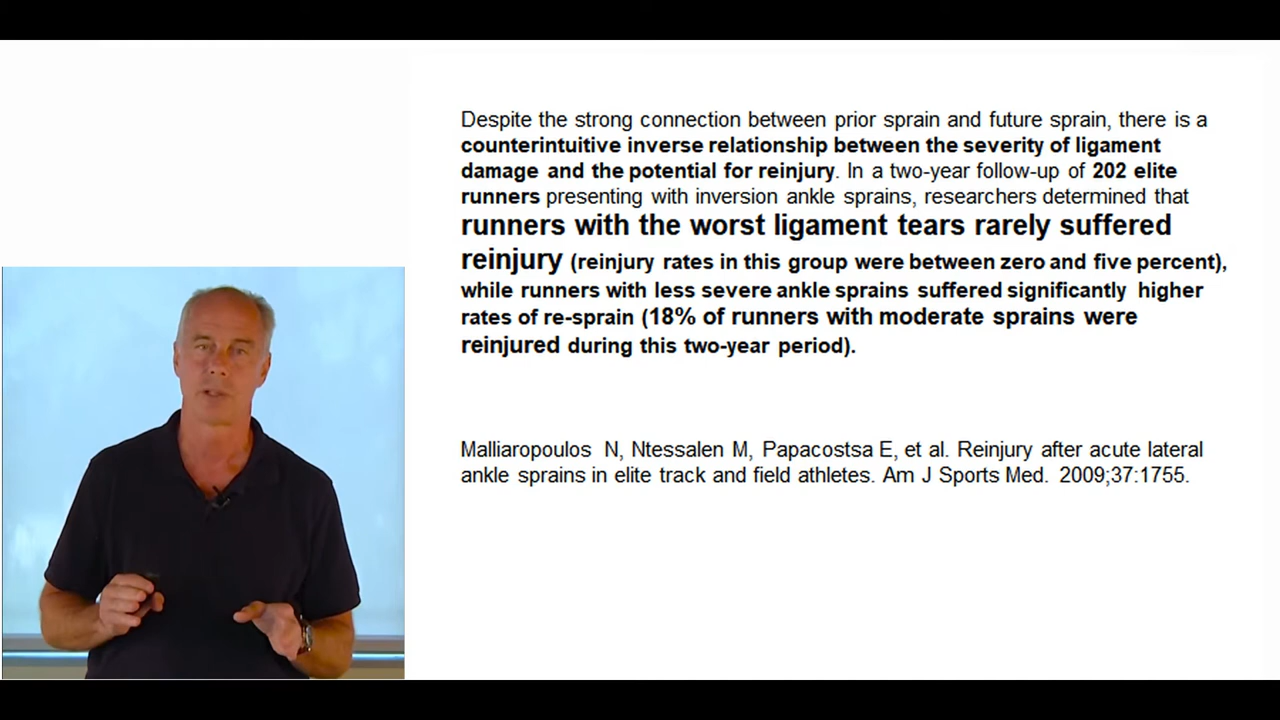 Despite the strong connection between prior sprain and future sprain, there is a
counterintuitive inverse relationship between the severity of ligament
damage and the potential for reinjury. In a two-year follow-up of 202 elite
runners presenting with inversion ankle sprains, researchers determined that
runners with the worst ligament tears rarely suffered
reinjury (reinjury rates in this group were between zero and five percent),
while runners with less severe ankle sprains suffered significantly higher
rates of re-sprain (18% of runners with moderate sprains were
reinjured during this two-year period).
Malliaropoulos N, Ntessalen M, Papacostsa E, et al. Reinjury after acute lateral
ankle sprains in elite track and field athletes. Am J Sports Med. 2009;37:1755.